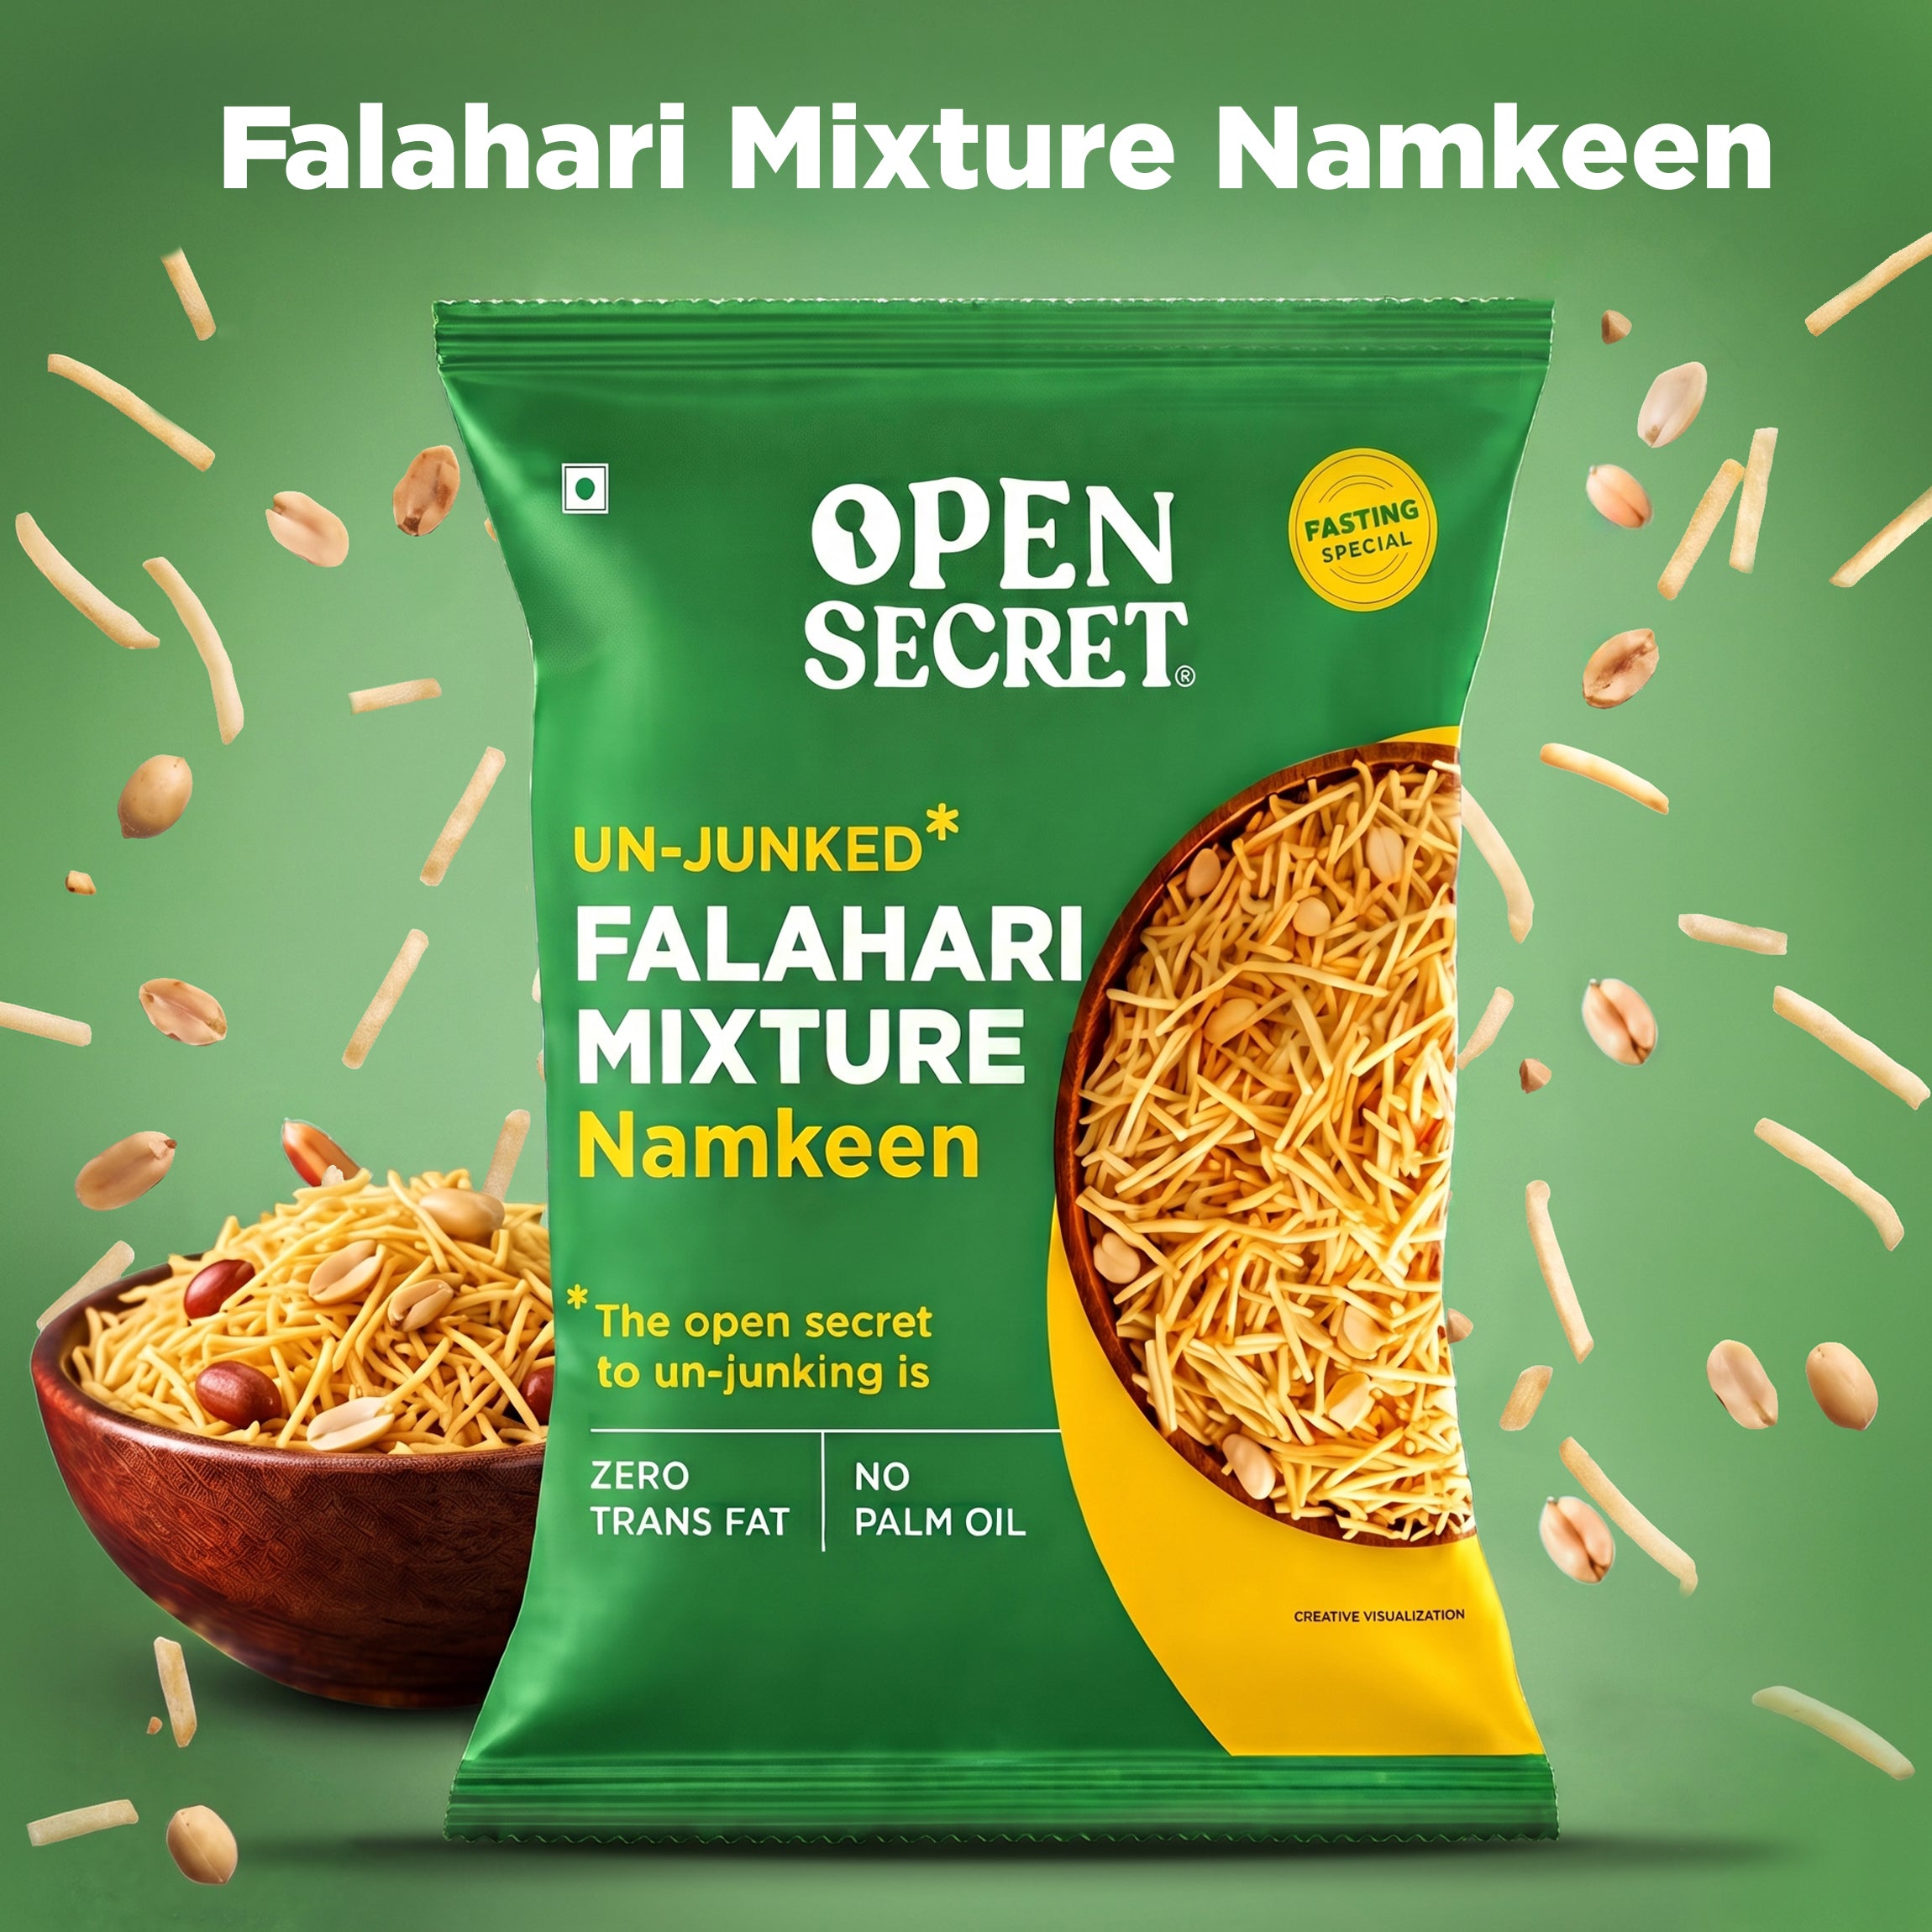 Falahari Mixture Namkeen
OPEN
SECRET®
FASTING
SPECIAL
UN-JUNKED*
FALAHARI
MIXTURE
Namkeen
*The open secret
to un-junking is
ZERO
TRANS FAT
NO
PALM OIL
CREATIVE VISUALIZATION